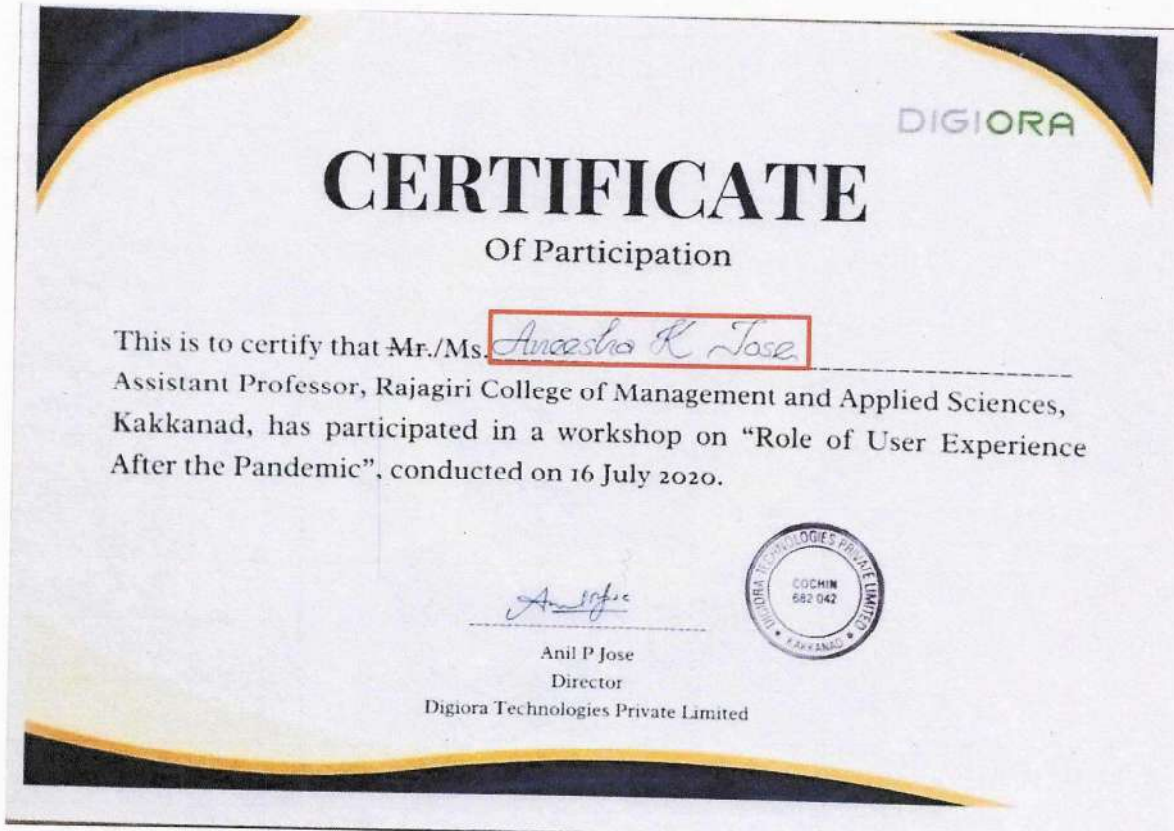 DIGIORA
CERTIFICATE
Of Participation
This is to certify that Mr./Ms. Aneesha K Jose
Assistant Professor, Rajagiri College of Management and Applied Sciences,
Kakkanad, has participated in a workshop on “Role of User Experience
After the Pandemic”, conducted on 16 July 2020.
DIGIORA TECHNOLOGIES PRIVATE LIMITED
COCHIN
682 042
KAKKANAD
Anil P Jose
Director
Digiora Technologies Private Limited